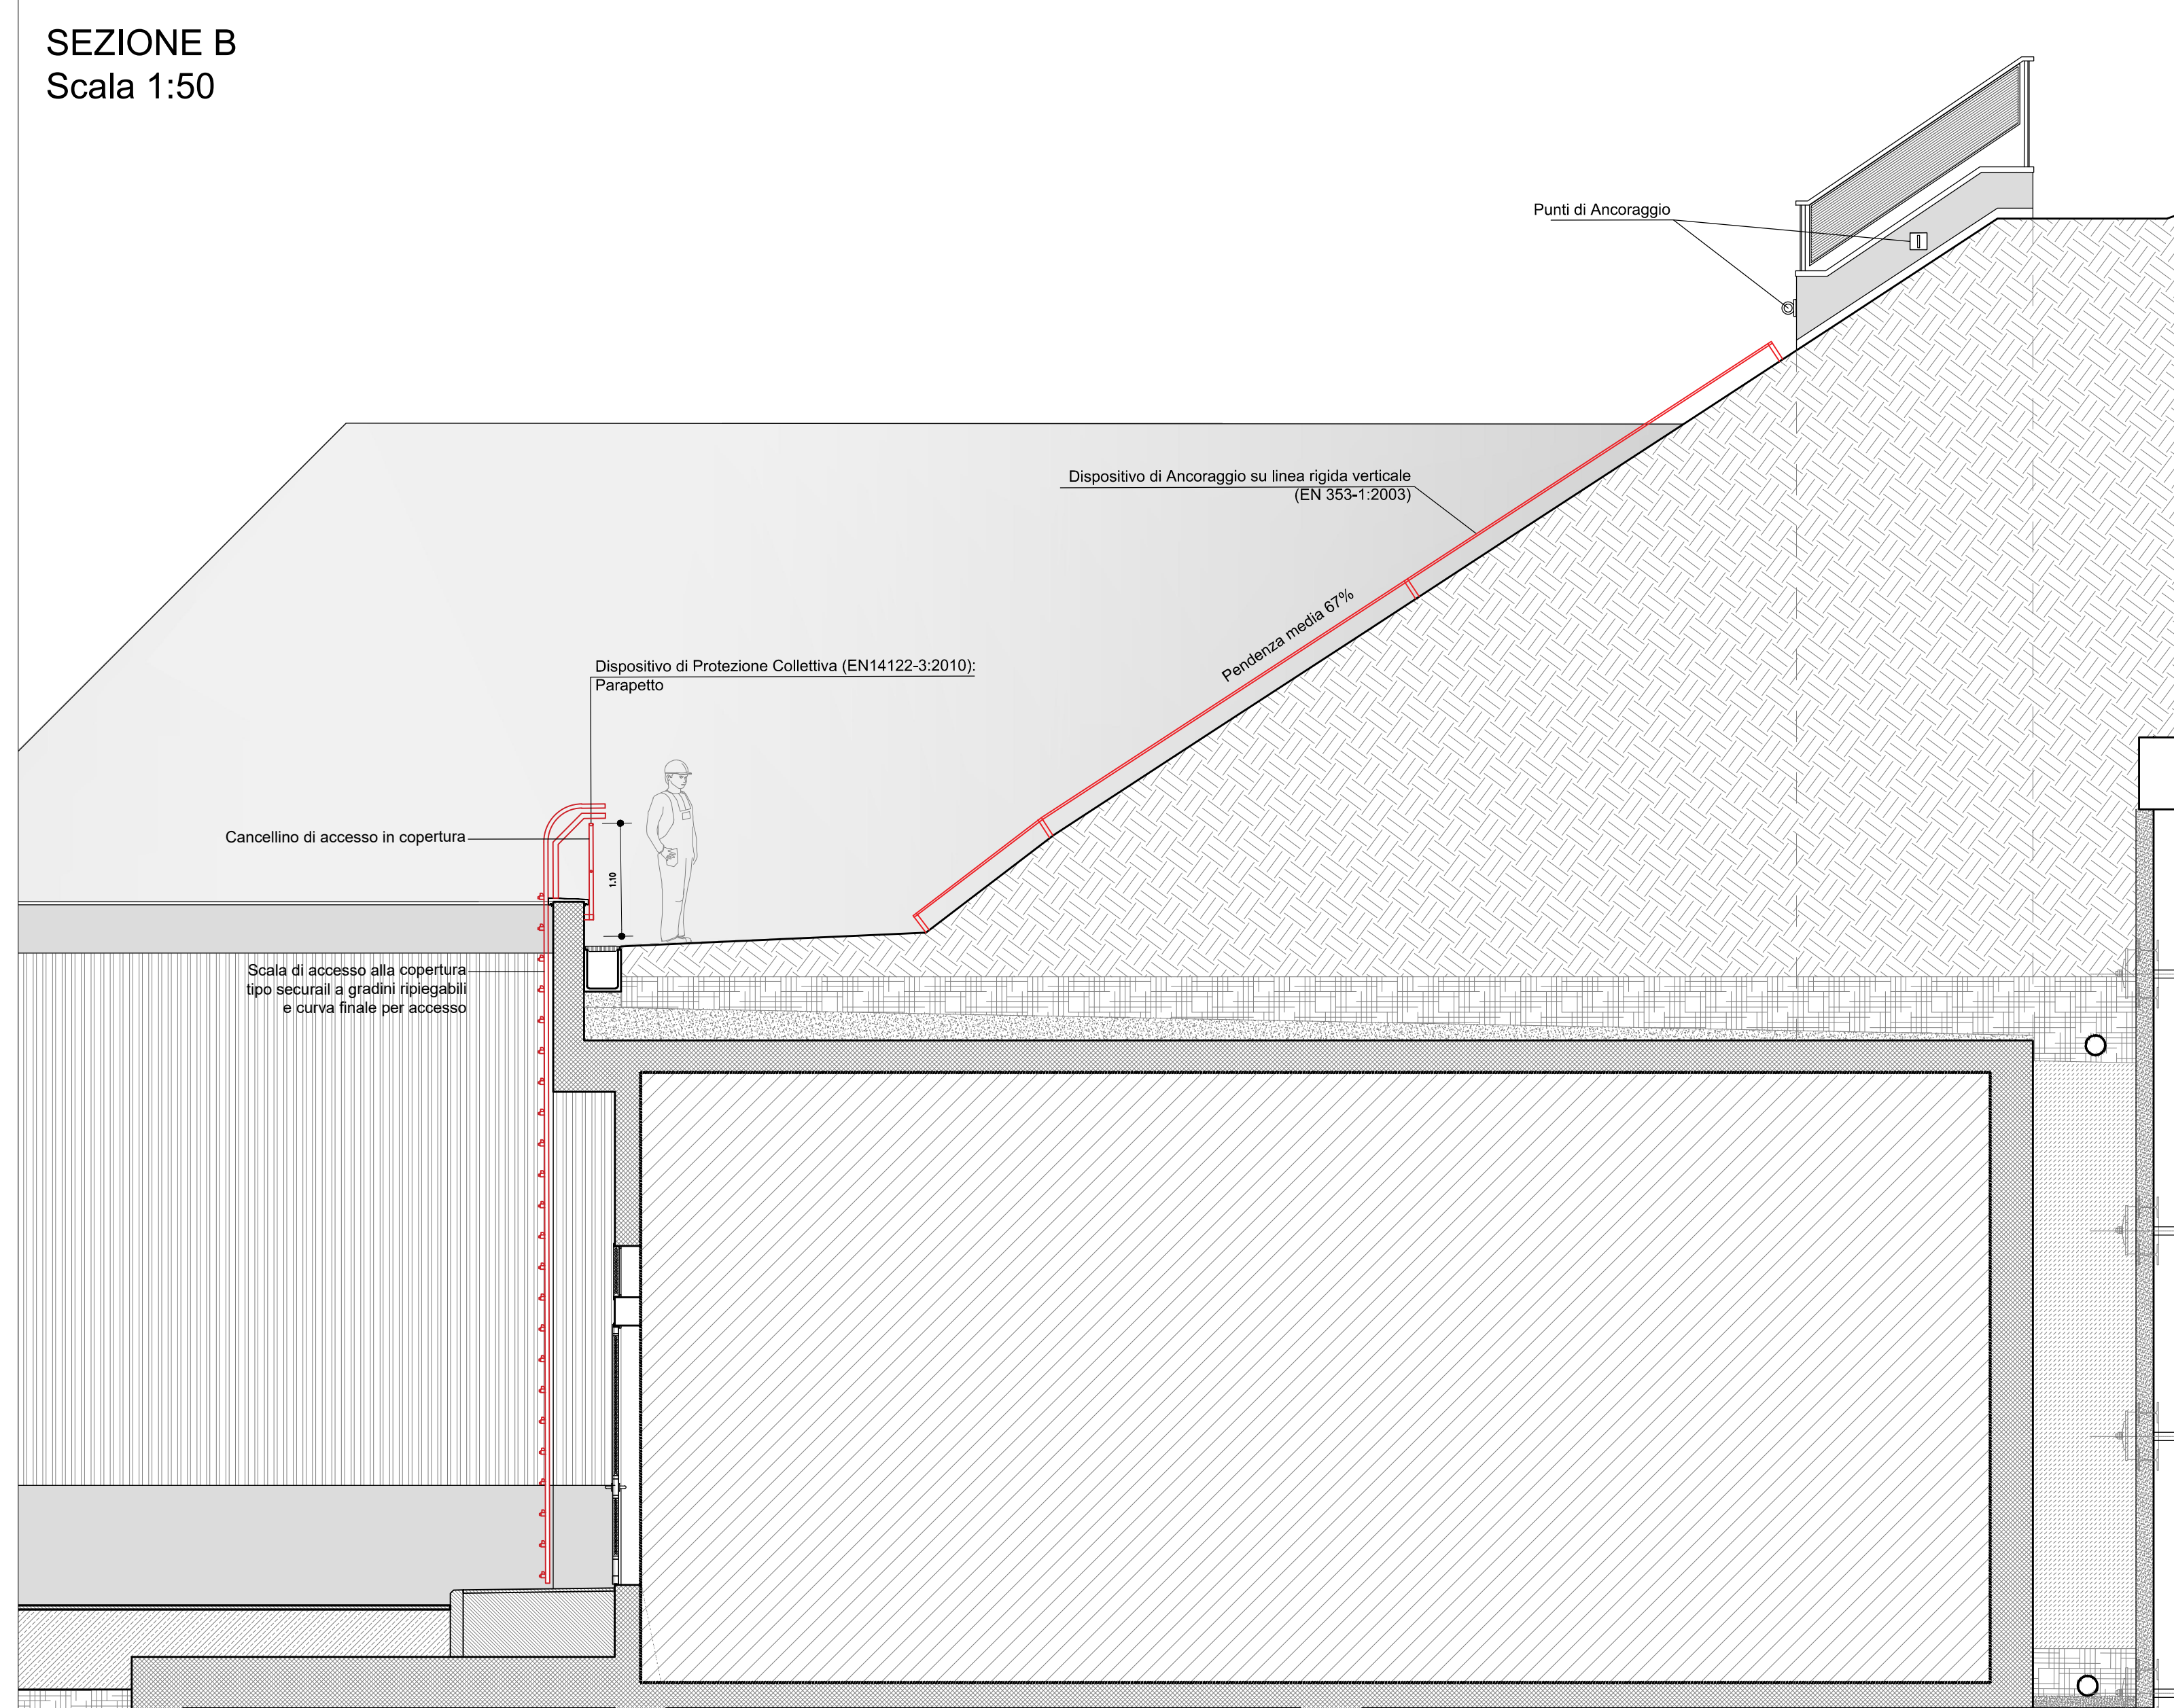 SEZIONE B
Scala 1:50
Punti di Ancoraggio
Dispositivo di Ancoraggio su linea rigida verticale
(EN 353-1:2003)
Pendenza media 67%
Dispositivo di Protezione Collettiva (EN14122-3:2010):
Parapetto
Cancellino di accesso in copertura
1.10
Scala di accesso alla copertura
tipo securail a gradini ripiegabili
e curva finale per accesso